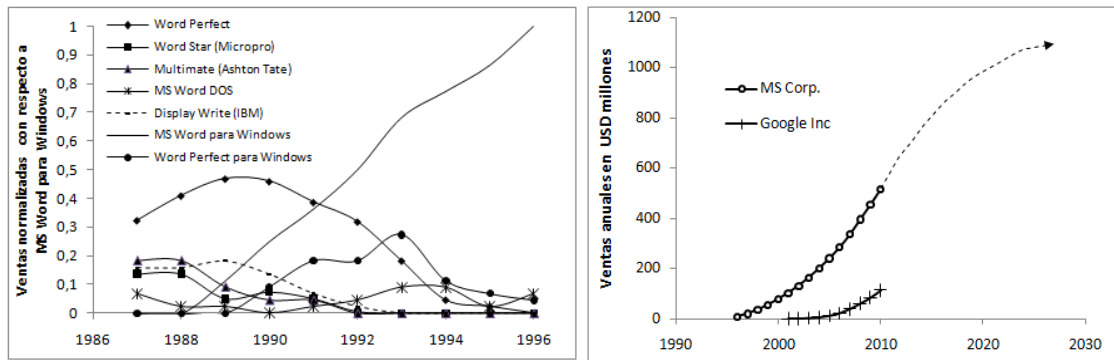 Ventas normalizadas con respecto a
MS Word para Windows
1
0,9
0,8
0,7
0,6
0,5
0,4
0,3
0,2
0,1
0
1986
1988
1990
1992
1994
1996
Word Perfect
Word Star (Micropro)
Multimate (Ashton Tate)
MS Word DOS
Display Write (IBM)
MS Word para Windows
Word Perfect para Windows
Ventas anuales en USD millones
1200
1000
800
600
400
200
0
1990
2000
2010
2020
2030
MS Corp.
Google Inc